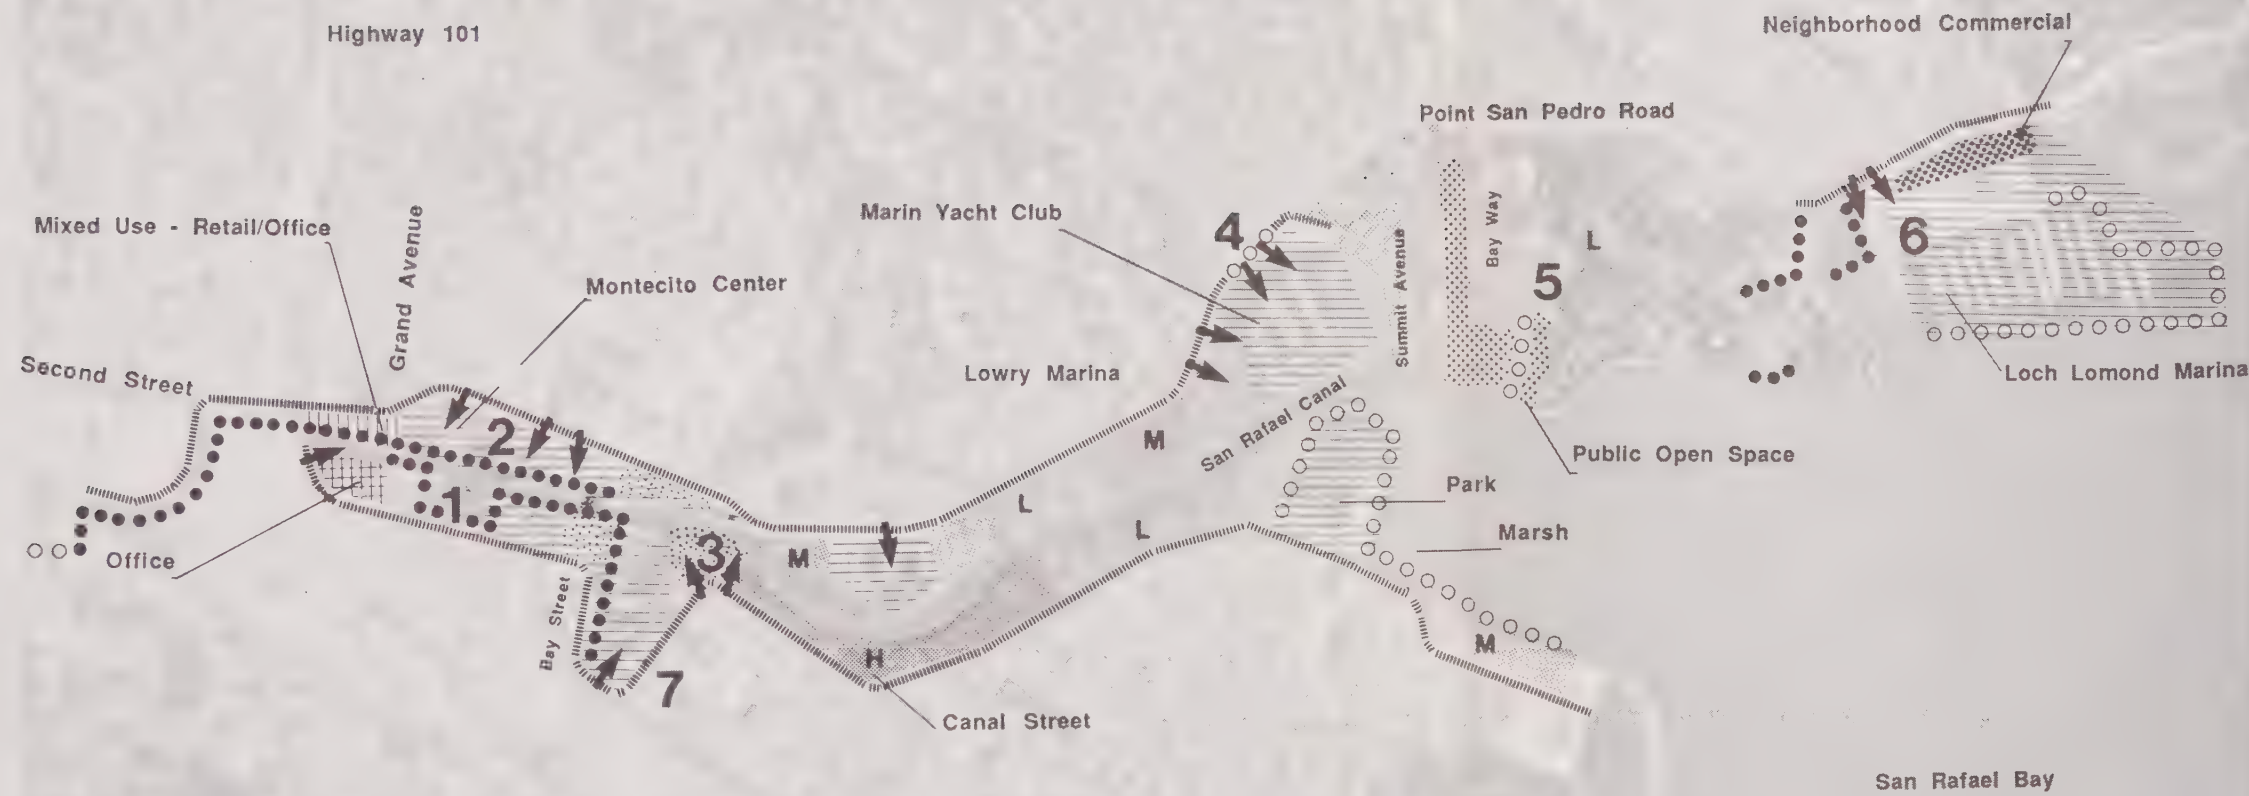 Highway 101
Neighborhood Commercial
Point San Pedro Road
Marin Yacht Club
Mixed Use - Retail/Office
Grand Avenue
Montecito Center
Second Street
Lowry Marina
Summit Avenue
Bay Way
4
5
L
6
Loch Lomond Marina
San Rafael Canal
M
Public Open Space
2
1
Park
L
L
Marsh
Office
3
M
Bay Street
H
M
7
Canal Street
San Rafael Bay